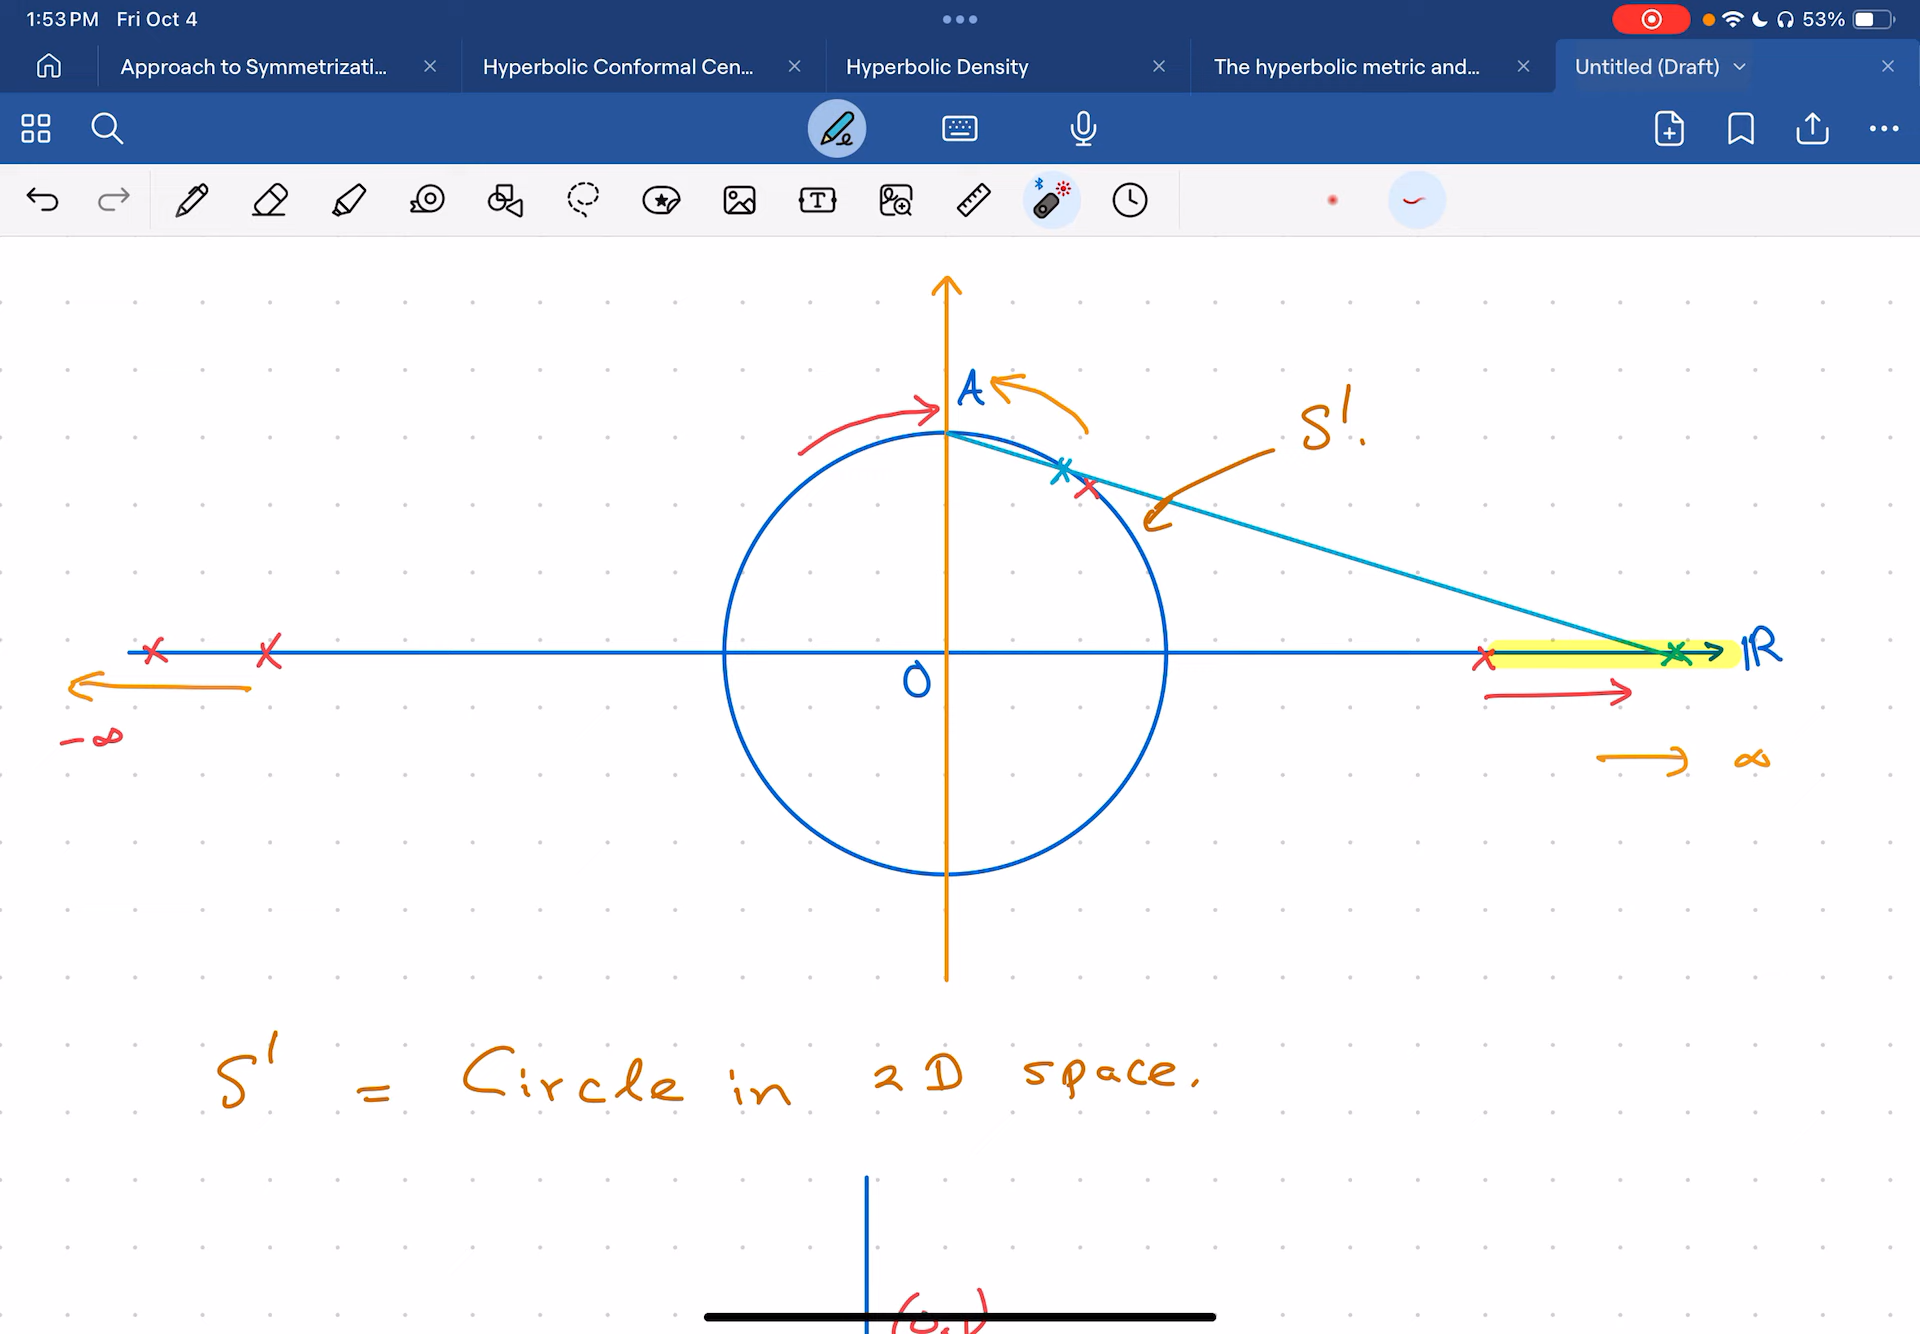 1:53 PM Fri Oct 4 53%
Approach to Symmetrizati... Hyperbolic Conformal Cen... Hyperbolic Density The hyperbolic metric and... Untitled (Draft)
A
S¹.
O
ℝ
-∞
∞
S¹ = Circle in 2D space.